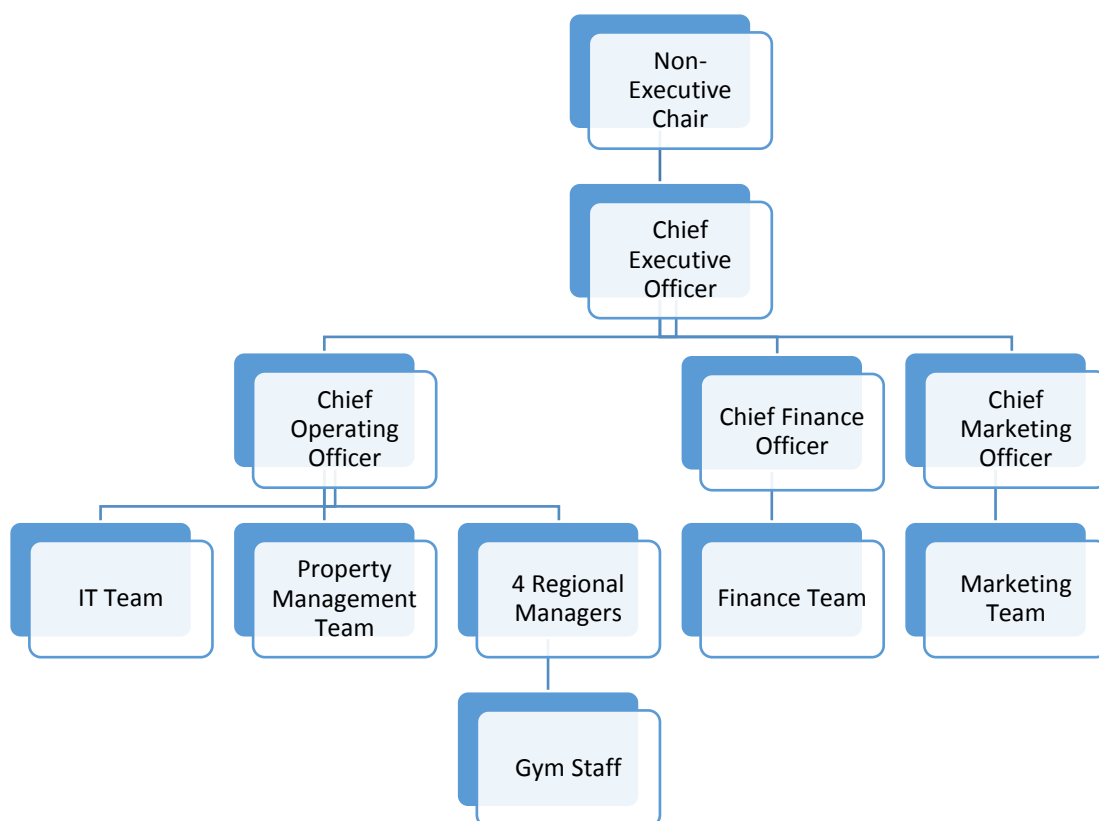 Non-
Executive
Chair
Chief
Executive
Officer
Chief
Operating
Officer
Chief Finance
Officer
Chief
Marketing
Officer
IT Team
Property
Management
Team
4 Regional
Managers
Finance Team
Marketing
Team
Gym Staff